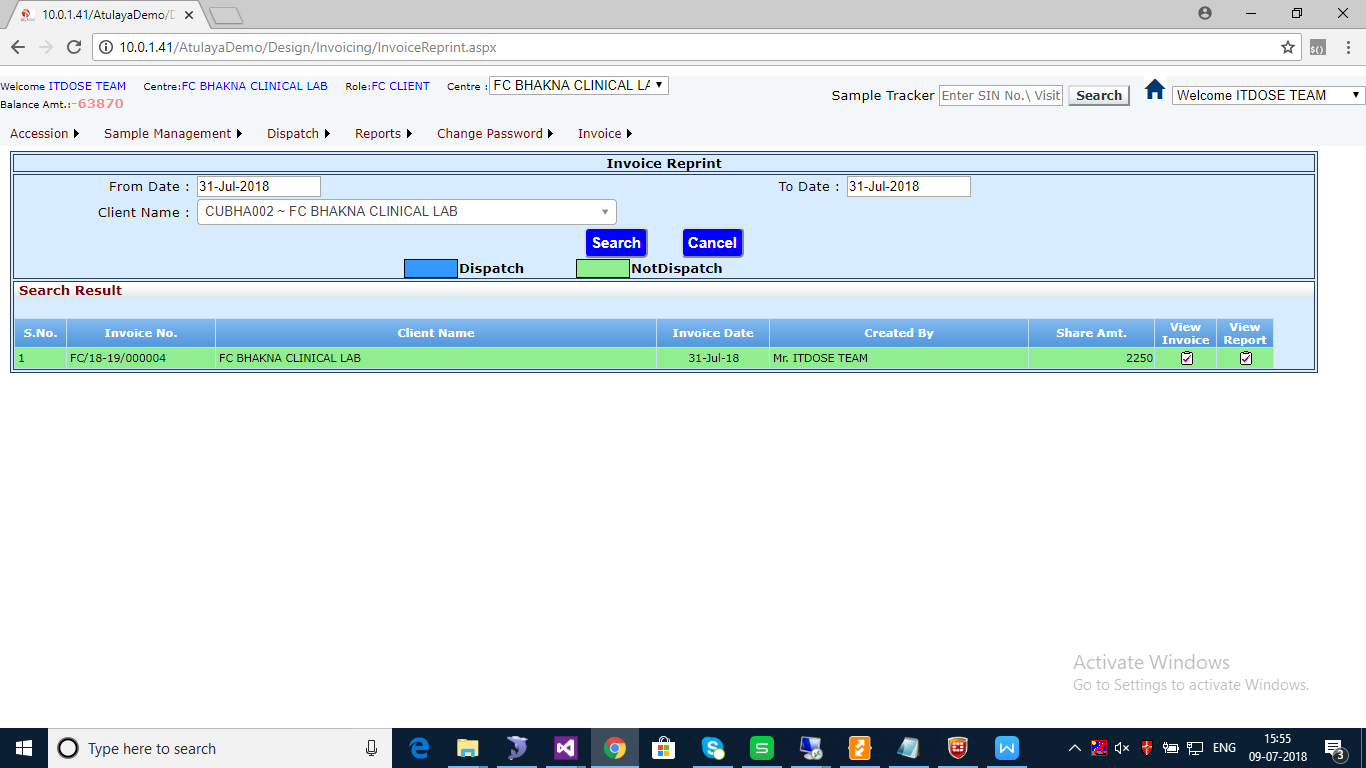 10.0.1.41/AtulayaDemo/D
10.0.1.41/AtulayaDemo/Design/Invoicing/InvoiceReprint.aspx
Welcome ITDOSE TEAM Centre:FC BHAKNA CLINICAL LAB Role:FC CLIENT Centre : FC BHAKNA CLINICAL LA
Balance Amt.:-63870
Sample Tracker Enter SIN No.\ Visit Search Welcome ITDOSE TEAM
Accession Sample Management Dispatch Reports Change Password Invoice
Invoice Reprint
From Date : 31-Jul-2018 To Date : 31-Jul-2018
Client Name : CUBHA002 ~ FC BHAKNA CLINICAL LAB
Search Cancel
Dispatch NotDispatch
Search Result
S.No. Invoice No. Client Name Invoice Date Created By Share Amt. View Invoice View Report
1 FC/18-19/000004 FC BHAKNA CLINICAL LAB 31-Jul-18 Mr. ITDOSE TEAM 2250
Activate Windows
Go to Settings to activate Windows.
Type here to search
ENG 15:55
09-07-2018
3